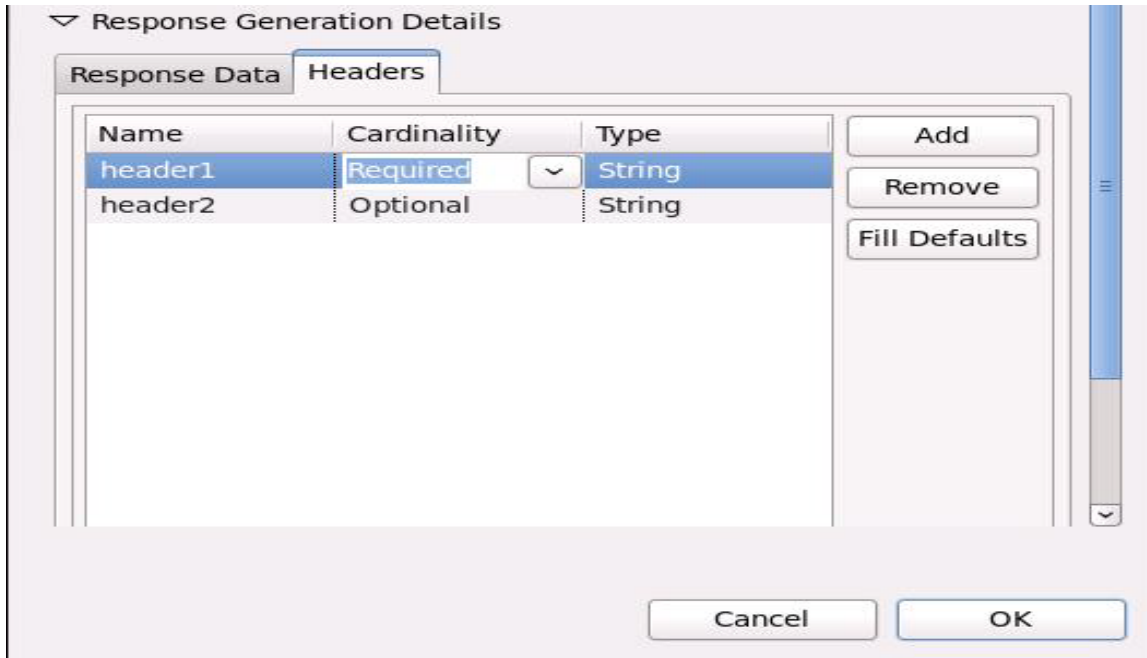 Response Generation Details
Response Data Headers
Name Cardinality Type Add
header1 Required String
Remove
header2 Optional String
Fill Defaults
Cancel OK